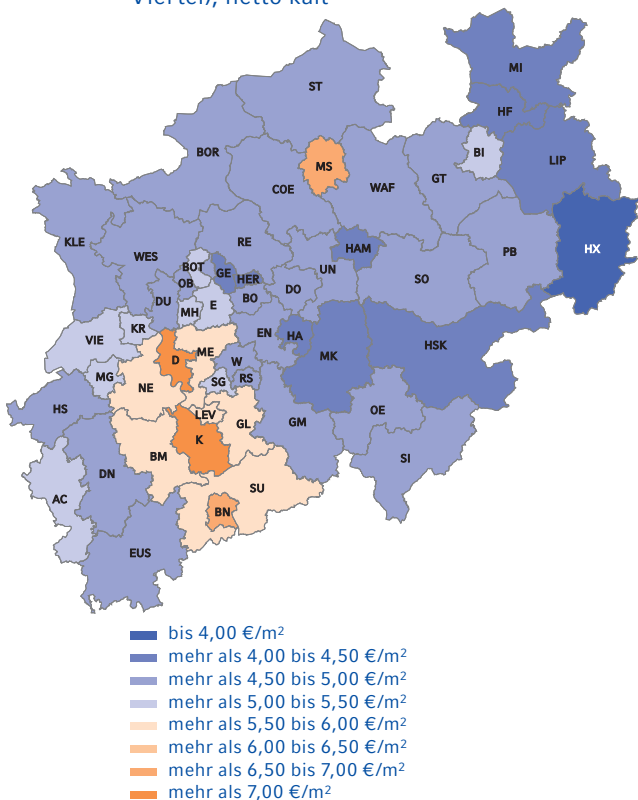 Viertel), netto kalt
MI
ST
HF
BI
BOR
MS
LIP
GT
COE
WAF
KLE
RE
HAM
HX
WES
PB
BOT
GE
UN
OB
HER
SO
DU
BO
DO
MH
E
KR
EN
HA
VIE
D
ME
HSK
W
MK
MG
SG
RS
NE
HS
LEV
OE
GL
GM
K
BM
SI
DN
SU
AC
BN
EUS
bis 4,00 €/m²
mehr als 4,00 bis 4,50 €/m²
mehr als 4,50 bis 5,00 €/m²
mehr als 5,00 bis 5,50 €/m²
mehr als 5,50 bis 6,00 €/m²
mehr als 6,00 bis 6,50 €/m²
mehr als 6,50 bis 7,00 €/m²
mehr als 7,00 €/m²